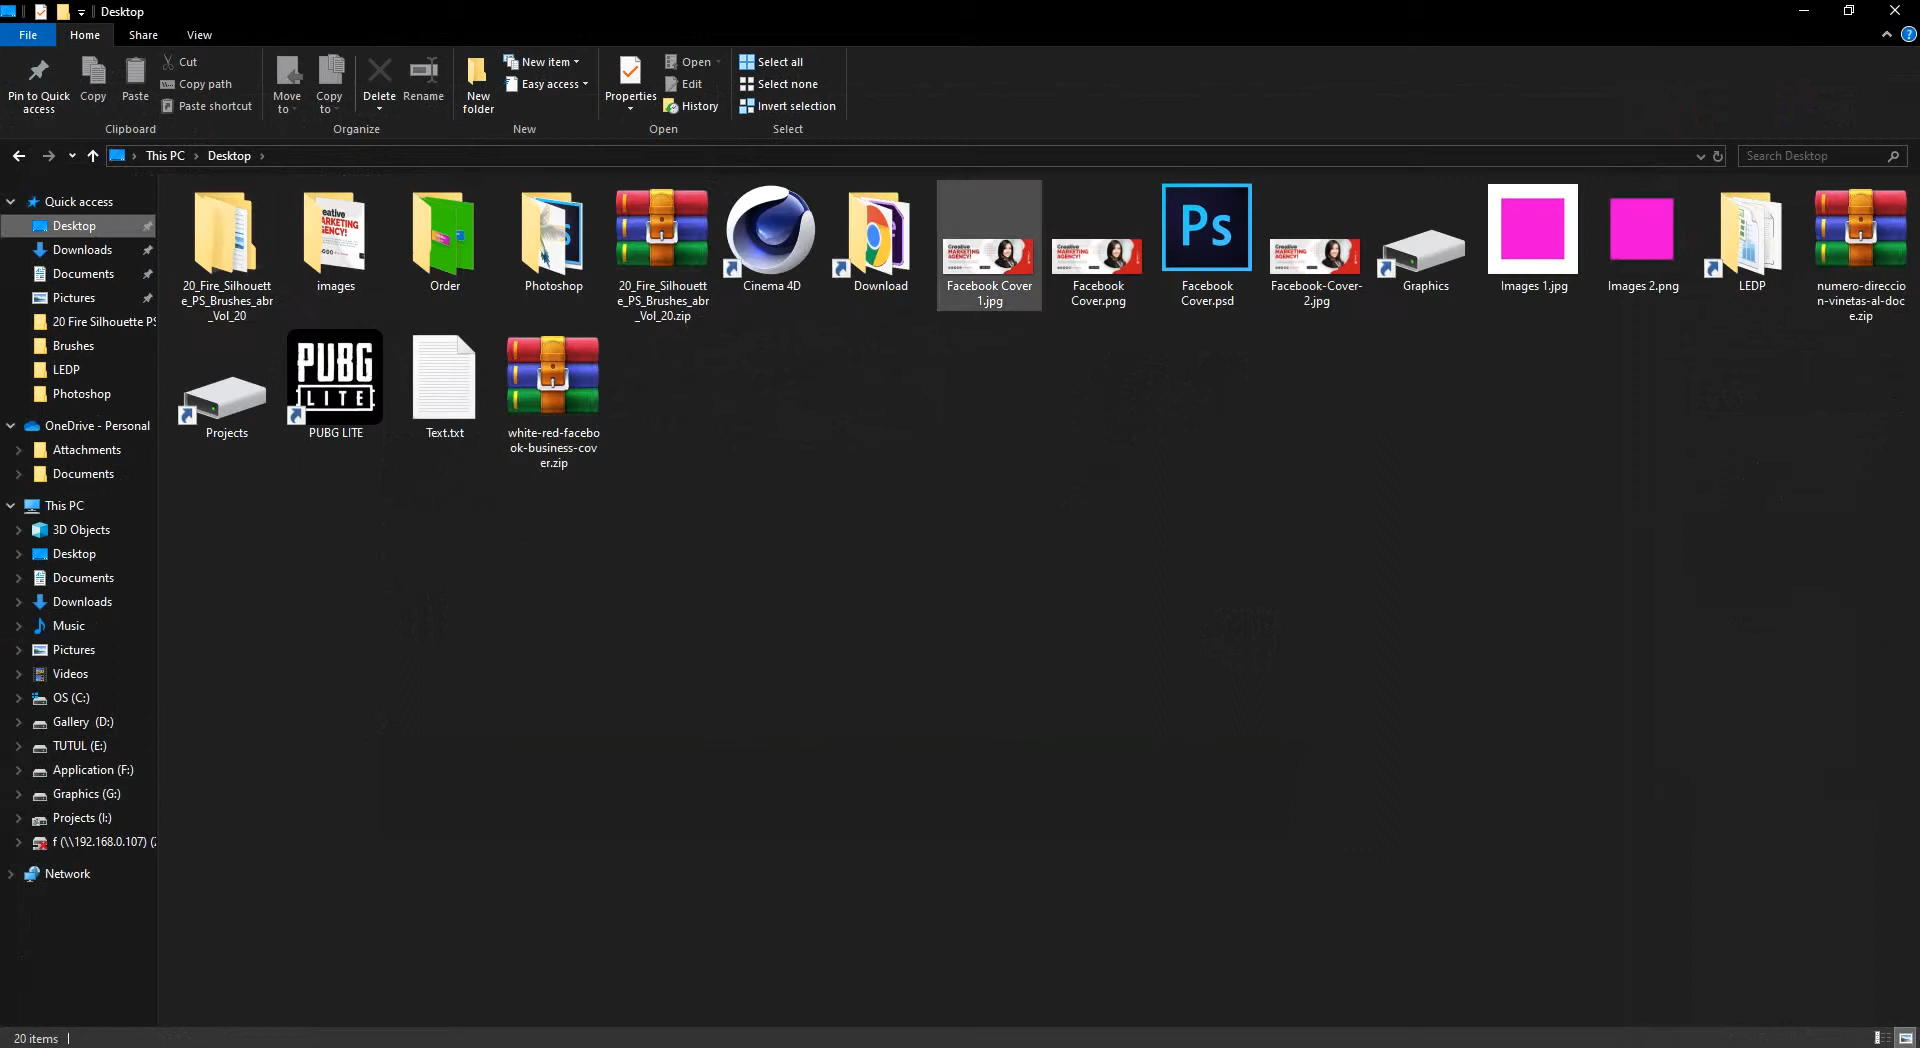 Desktop
File Home Share View
Pin to Quick access
Copy
Paste
Cut
Copy path
Paste shortcut
Clipboard
Move to
Copy to
Delete
Rename
Organize
New folder
New item
Easy access
New
Properties
Open
Edit
History
Open
Select all
Select none
Invert selection
Select
This PC › Desktop ›
Search Desktop
Quick access
Desktop
Downloads
Documents
Pictures
20 Fire Silhouette PS
Brushes
LEDP
Photoshop
OneDrive - Personal
Attachments
Documents
This PC
3D Objects
Desktop
Documents
Downloads
Music
Pictures
Videos
OS (C:)
Gallery (D:)
TUTUL (E:)
Application (F:)
Graphics (G:)
Projects (I:)
f (\\192.168.0.107) (Z
Network
20_Fire_Silhouett
e_PS_Brushes_abr
_Vol_20
images
Order
Photoshop
20_Fire_Silhouett
e_PS_Brushes_abr
_Vol_20.zip
Cinema 4D
Download
Facebook Cover
1.jpg
Facebook
Cover.png
Ps
Facebook
Cover.psd
Facebook-Cover-
2.jpg
Graphics
Images 1.jpg
Images 2.png
LEDP
numero-direccio
n-vinetas-al-doc
e.zip
Projects
PUBG
LITE
PUBG LITE
Text.txt
white-red-facebo
ok-business-cov
er.zip
20 items